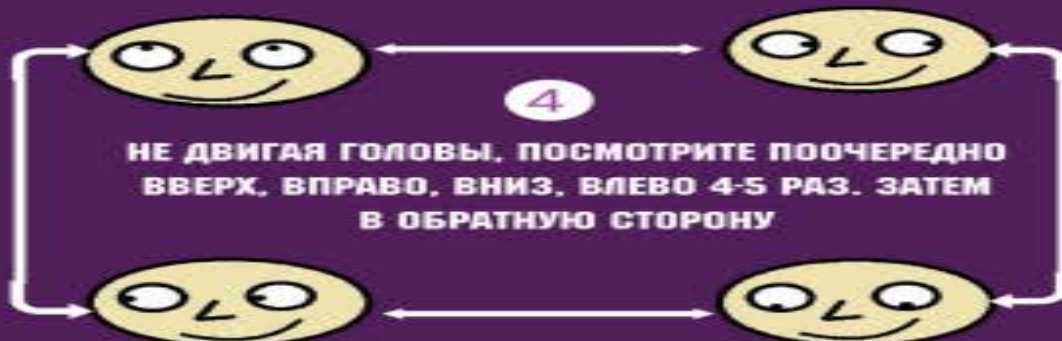 4
НЕ ДВИГАЯ ГОЛОВЫ, ПОСМОТРИТЕ ПООЧЕРЕДНО
ВВЕРХ, ВПРАВО, ВНИЗ, ВЛЕВО 4-5 РАЗ. ЗАТЕМ
В ОБРАТНУЮ СТОРОНУ